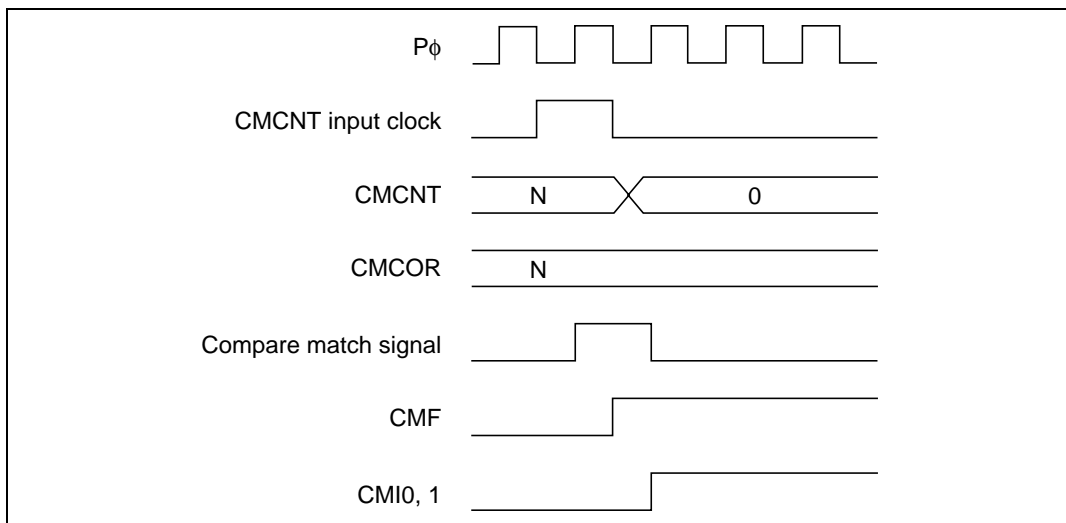 Pϕ
CMCNT input clock
CMCNT
N
0
CMCOR
N
Compare match signal
CMF
CMI0, 1